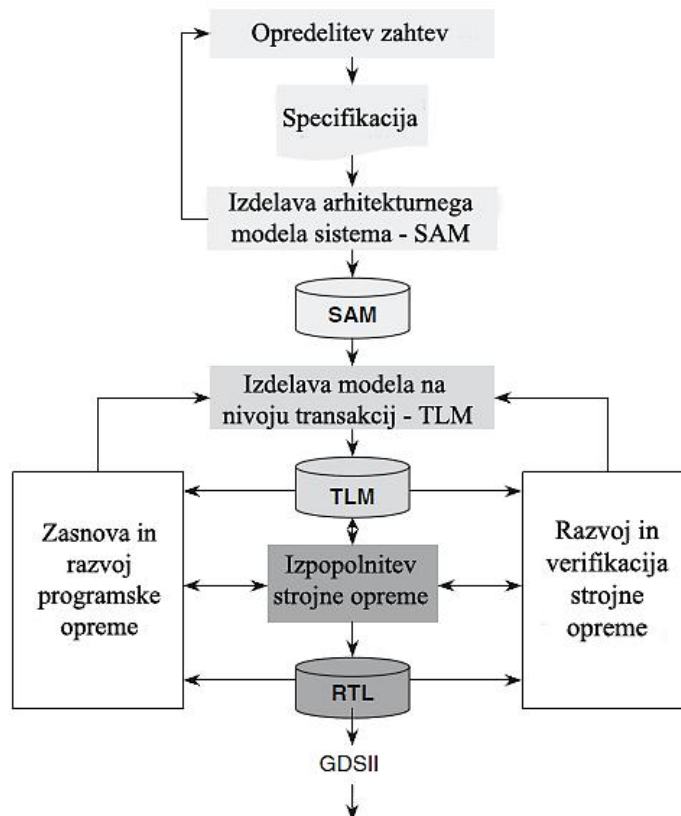 Opredelitev zahtev
Specifikacija
Izdelava arhitekturnega
modela sistema - SAM
SAM
Izdelava modela na
nivoju transakcij - TLM
TLM
Zasnova in
razvoj
programske
opreme
Izpopolnitev
strojne opreme
Razvoj in
verifikacija
strojne
opreme
RTL
GDSII